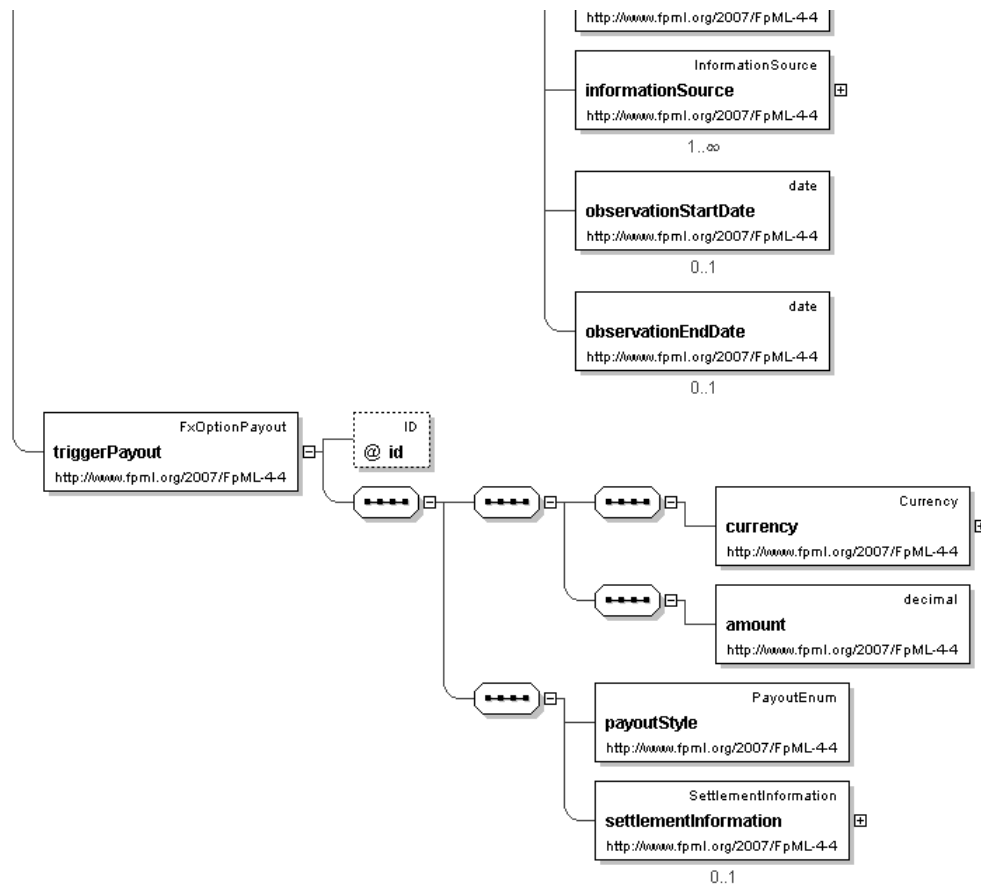 http://www.fpml.org/2007/FpML-4-4
InformationSource
informationSource
http://www.fpml.org/2007/FpML-4-4
1..∞
date
observationStartDate
http://www.fpml.org/2007/FpML-4-4
0..1
date
observationEndDate
http://www.fpml.org/2007/FpML-4-4
0..1
FxOptionPayout
triggerPayout
http://www.fpml.org/2007/FpML-4-4
ID
@ id
Currency
currency
http://www.fpml.org/2007/FpML-4-4
decimal
amount
http://www.fpml.org/2007/FpML-4-4
PayoutEnum
payoutStyle
http://www.fpml.org/2007/FpML-4-4
SettlementInformation
settlementInformation
http://www.fpml.org/2007/FpML-4-4
0..1